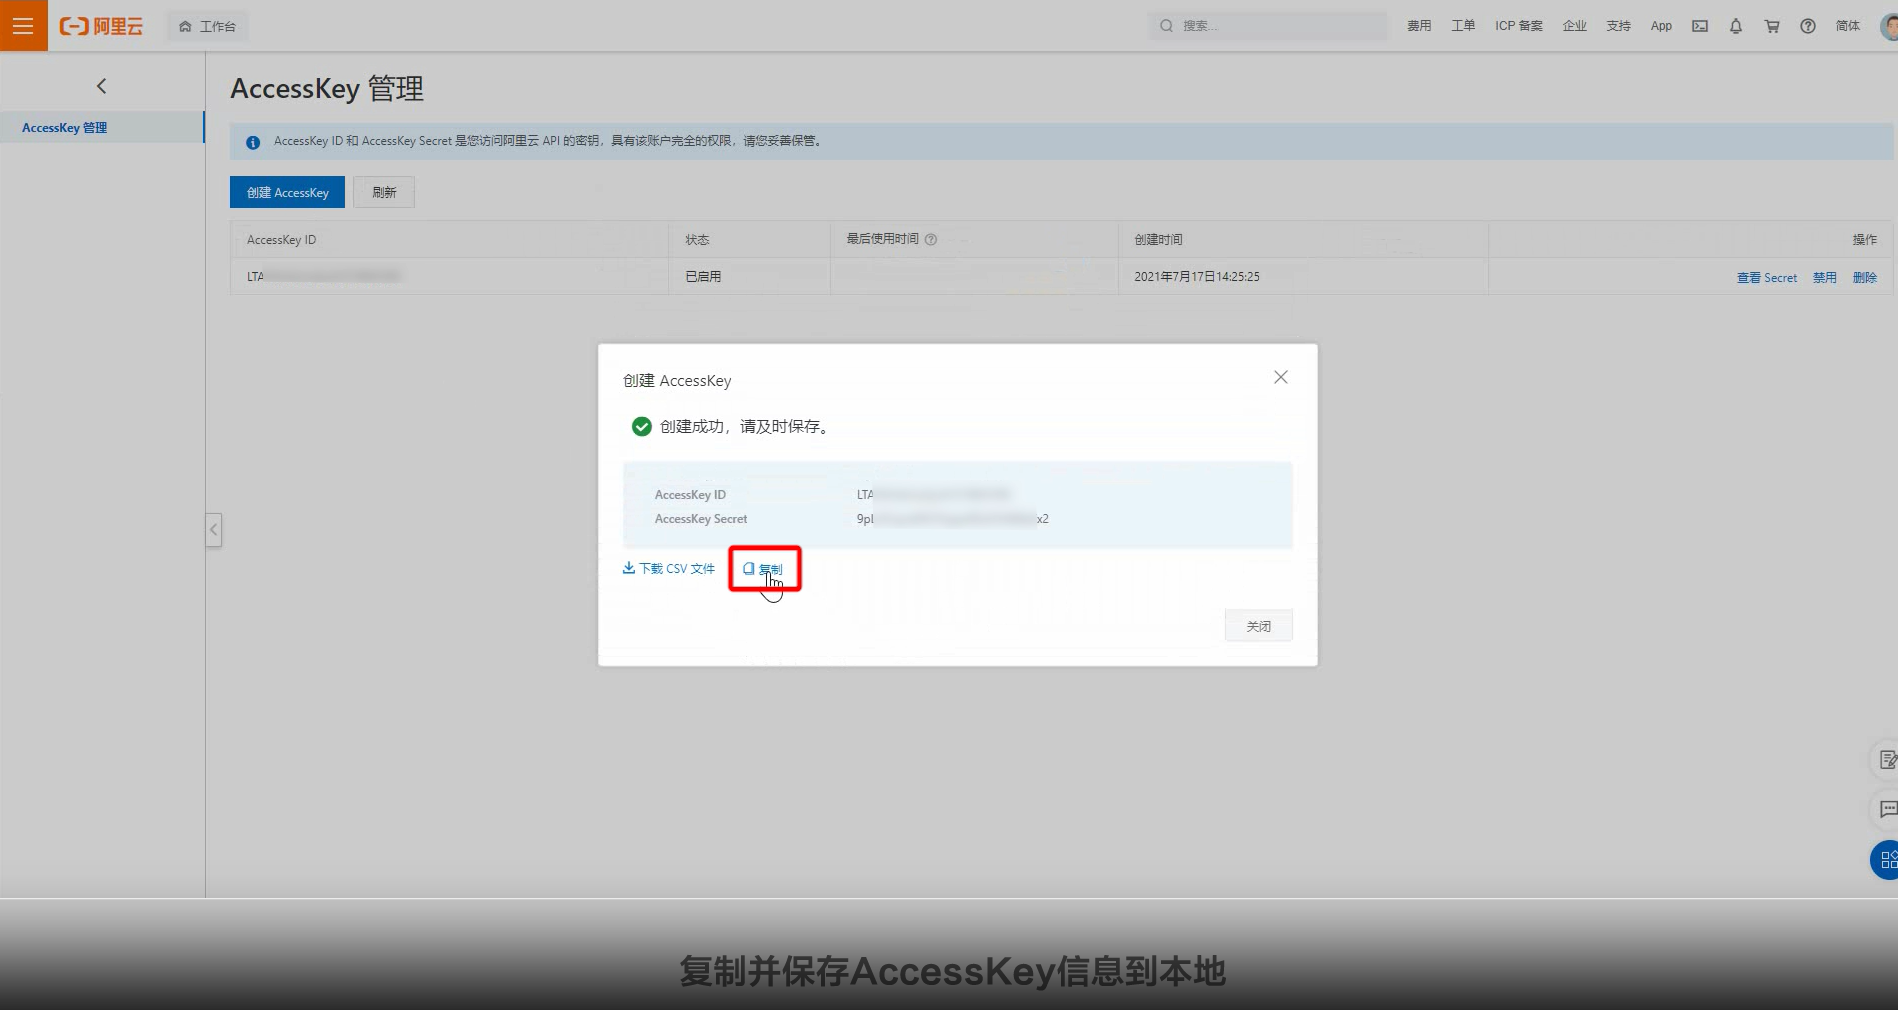 阿里云
工作台
搜索...
费用
工单
ICP 备案
企业
支持
App
简体
AccessKey 管理
AccessKey 管理
AccessKey ID 和 AccessKey Secret 是您访问阿里云 API 的密钥，具有该账户完全的权限，请您妥善保管。
创建 AccessKey
刷新
AccessKey ID
状态
最后使用时间
创建时间
操作
LTA
已启用
2021年7月17日14:25:25
查看 Secret
禁用
删除
创建 AccessKey
创建成功，请及时保存。
AccessKey ID
LTA
AccessKey Secret
9pL x2
下载 CSV 文件
复制
关闭
复制并保存AccessKey信息到本地